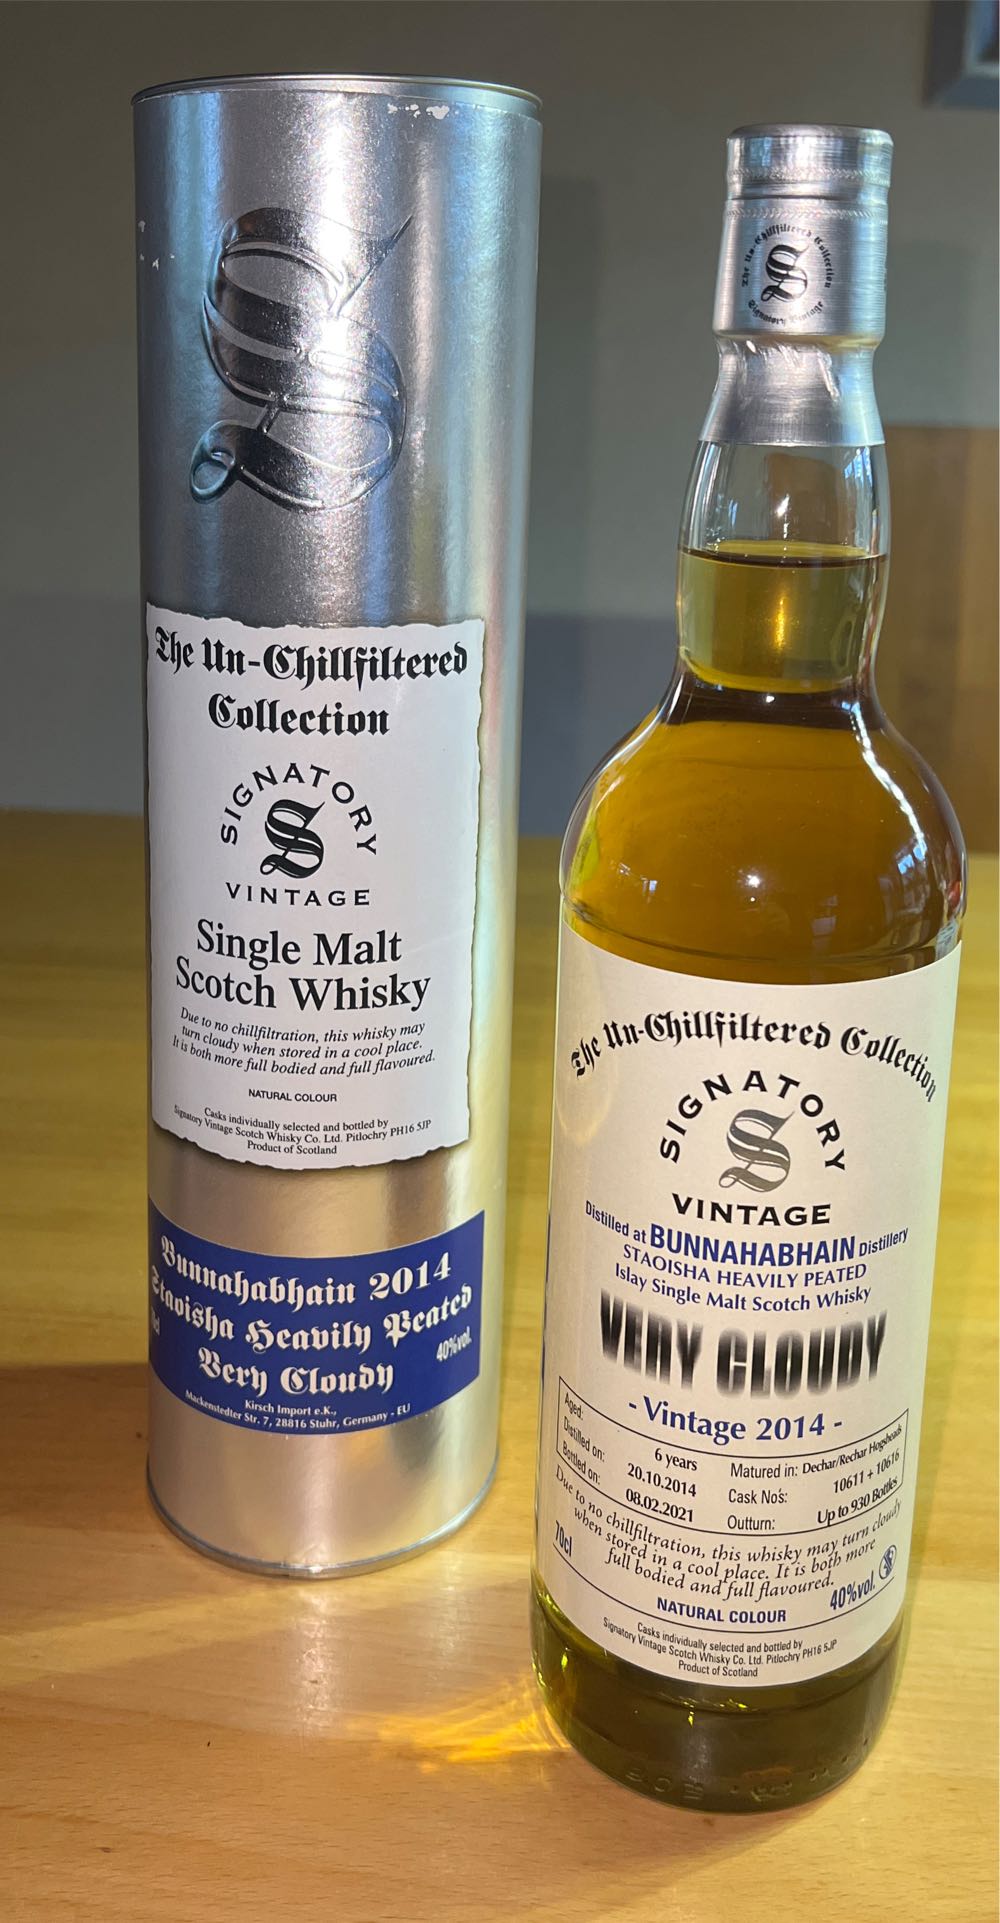 The Un-Chillfiltered
Collection
SIGNATORY
S
VINTAGE
Single Malt
Scotch Whisky
Due to no chillfiltration, this whisky may
turn cloudy when stored in a cool place.
It is both more full bodied and full flavoured.
NATURAL COLOUR
Casks individually selected and bottled by
Signatory Vintage Scotch Whisky Co. Ltd. Pitlochry PH16 5JP
Product of Scotland
Bunnahabhain 2014
Staoisha Heavily Peated
Very Cloudy
40%vol.
Kirsch Import e.K.,
Mackenstedter Str. 7, 28816 Stuhr, Germany - EU
The Un-Chillfiltered Collection
S
Signatory Vintage
The Un-Chillfiltered Collection
SIGNATORY
S
VINTAGE
Distilled at BUNNAHABHAIN Distillery
STAOISHA HEAVILY PEATED
Islay Single Malt Scotch Whisky
VERY CLOUDY
- Vintage 2014 -
Aged: 6 years
Distilled on: 20.10.2014
Bottled on: 08.02.2021
Matured in: Dechar/Rechar Hogsheads
Cask No's: 10611 + 10616
Outturn: Up to 930 Bottles
Due to no chillfiltration, this whisky may turn cloudy
when stored in a cool place. It is both more
full bodied and full flavoured.
70cl
40%vol.
NATURAL COLOUR
Casks individually selected and bottled by
Signatory Vintage Scotch Whisky Co. Ltd. Pitlochry PH16 5JP
Product of Scotland